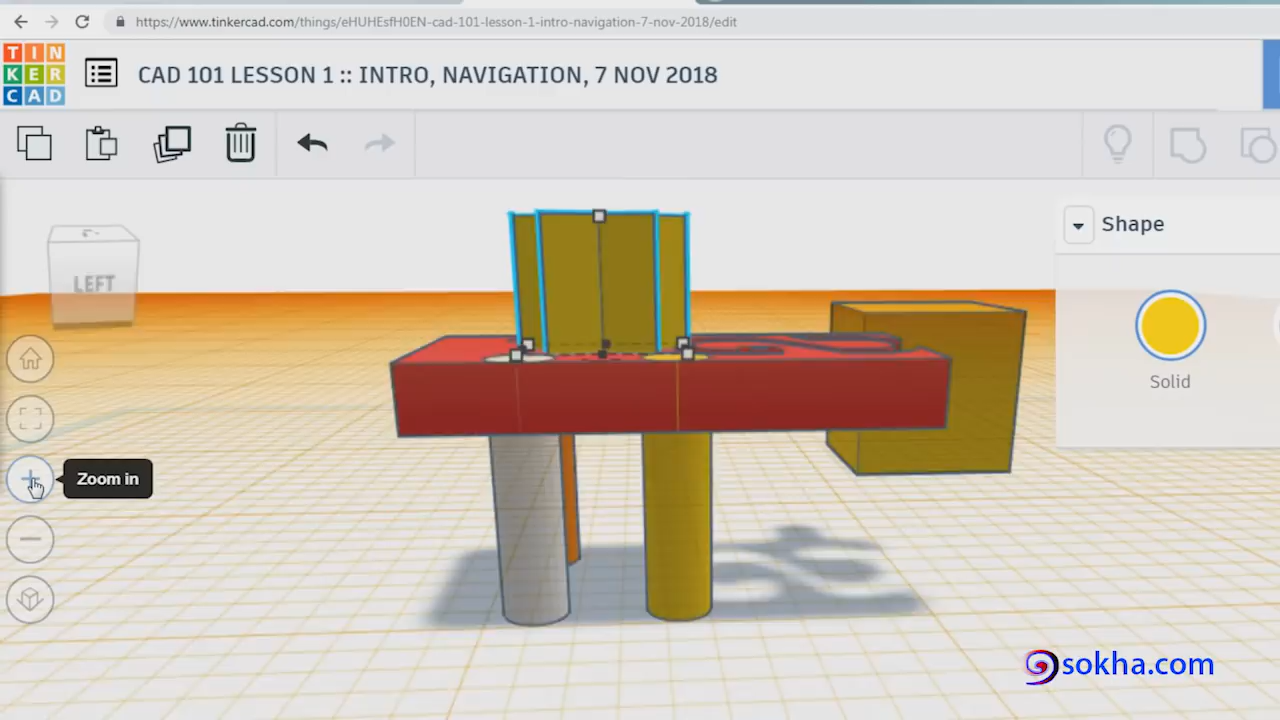 https://www.tinkercad.com/things/eHUHEsfH0EN-cad-101-lesson-1-intro-navigation-7-nov-2018/edit
TIN
KER
CAD
CAD 101 LESSON 1 :: INTRO, NAVIGATION, 7 NOV 2018
Shape
LEFT
Solid
Zoom in
sokha.com